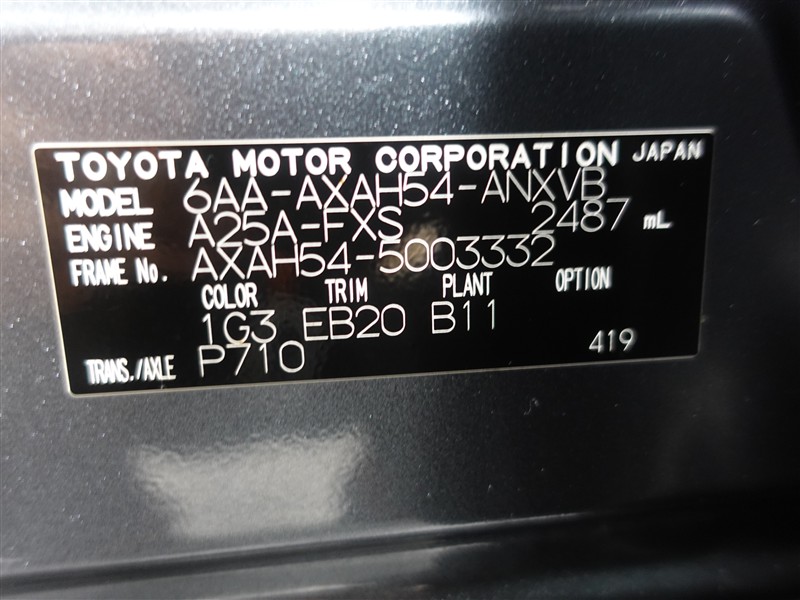 TOYOTA MOTOR CORPORATION JAPAN
MODEL 6AA-AXAH54-ANXVB
ENGINE A25A-FXS 2487 mL
FRAME No. AXAH54-5003332
COLOR TRIM PLANT OPTION
1G3 EB20 B11
TRANS./AXLE P710 419